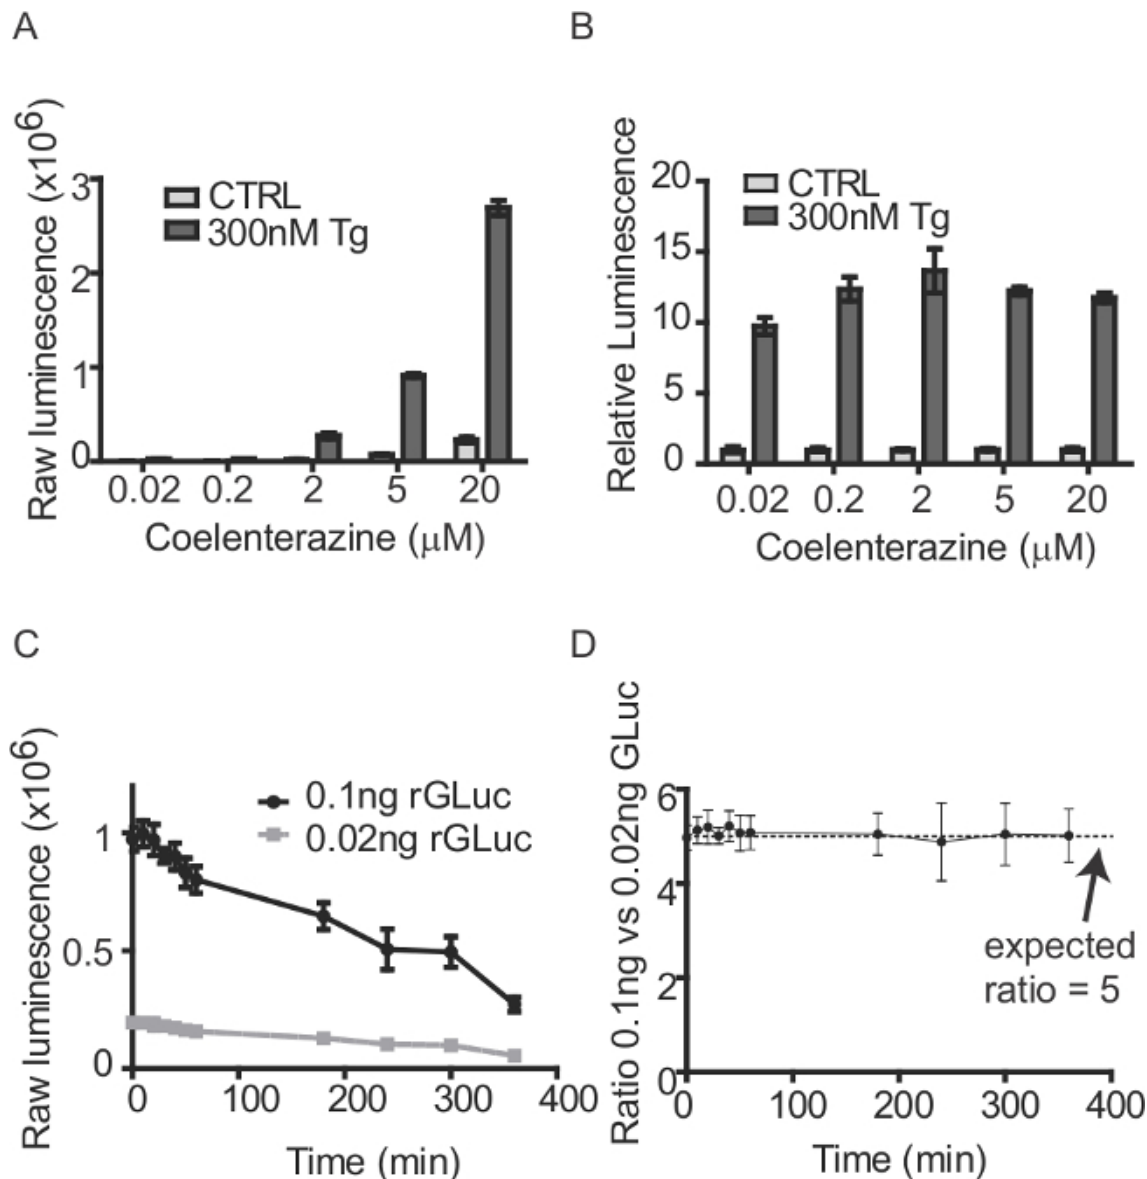 A
Raw luminescence (x10⁶)
3
2
1
0
CTRL
300nM Tg
0.02 0.2 2 5 20
Coelenterazine (μM)
B
Relative Luminescence
20
15
10
5
0
CTRL
300nM Tg
0.02 0.2 2 5 20
Coelenterazine (μM)
C
Raw luminescence (x10⁶)
1
0.5
0
0.1ng rGLuc
0.02ng rGLuc
0 100 200 300 400
Time (min)
D
Ratio 0.1ng vs 0.02ng GLuc
6
4
2
0
expected
ratio = 5
0 100 200 300 400
Time (min)